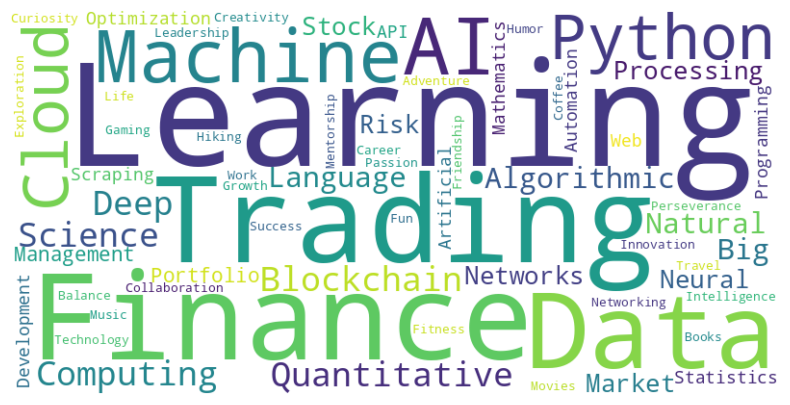 Curiosity
Optimization
Creativity
Leadership
Stock
API
AI
Humor
Python
Machine
Cloud
Learning
Exploration
Life
Adventure
Mathematics
Coffee
Automation
Processing
Programming
Gaming
Hiking
Mentorship
Risk
Career
Passion
Friendship
Web
Scraping
Work
Growth
Language
Artificial
Algorithmic
Deep
Trading
Success
Fun
Perseverance
Natural
Science
Management
Innovation
Big
Portfolio
Collaboration
Blockchain
Networks
Travel
Neural
Development
Balance
Music
Technology
Finance
Fitness
Data
Networking
Intelligence
Books
Computing
Quantitative
Movies
Market
Statistics